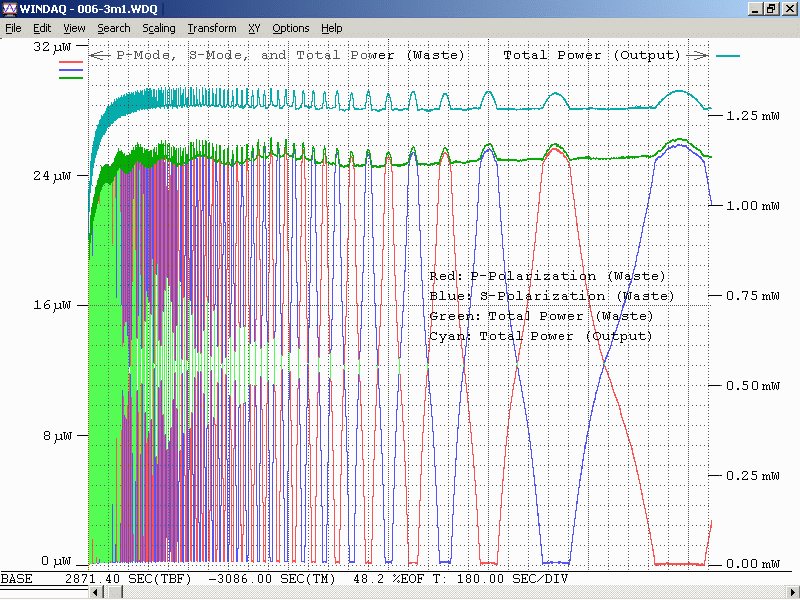 WINDAQ - 006-3m1.WDQ
File Edit View Search Scaling Transform XY Options Help
32 µW
P-Mode, S-Mode, and Total Power (Waste) Total Power (Output)
1.25 mW
24 µW
1.00 mW
Red: P-Polarization (Waste)
Blue: S-Polarization (Waste)
0.75 mW
16 µW
Green: Total Power (Waste)
Cyan: Total Power (Output)
0.50 mW
8 µW
0.25 mW
0 µW
0.00 mW
BASE 2871.40 SEC(TBF) -3086.00 SEC(TM) 48.2 %EOF T: 180.00 SEC/DIV